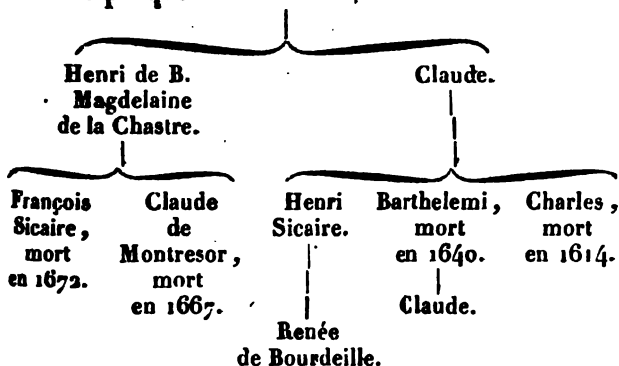 Henri de B.
Magdelaine
de la Chastre.
Claude.
François
Sicaire,
mort
en 1672.
Claude
de
Montresor,
mort
en 1667.
Henri
Sicaire.
Renée
de Bourdeille.
Barthelemi,
mort
en 1640.
Claude.
Charles,
mort
en 1614.